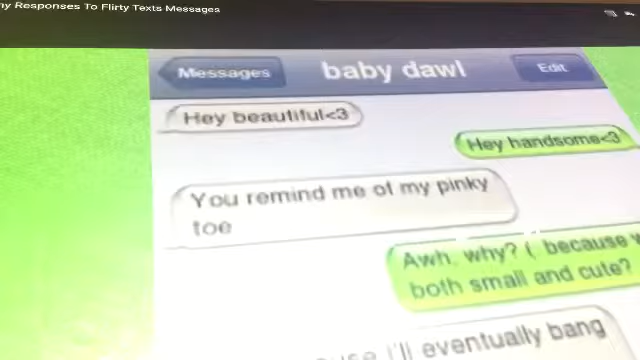 Responses To Flirty Texts Messages
Messages
baby dawl
Edit
Hey beautiful<3
Hey handsome<3
You remind me of my pinky
toe
Awh, why? ( because
both small and cute?
I'll eventually bang